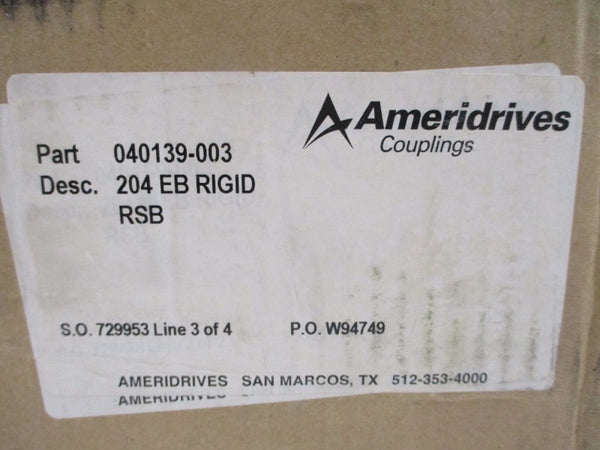 Ameridrives
Couplings
Part 040139-003
Desc. 204 EB RIGID
RSB
S.O. 729953 Line 3 of 4 P.O. W94749
AMERIDRIVES SAN MARCOS, TX 512-353-4000
AMERIDRIVES